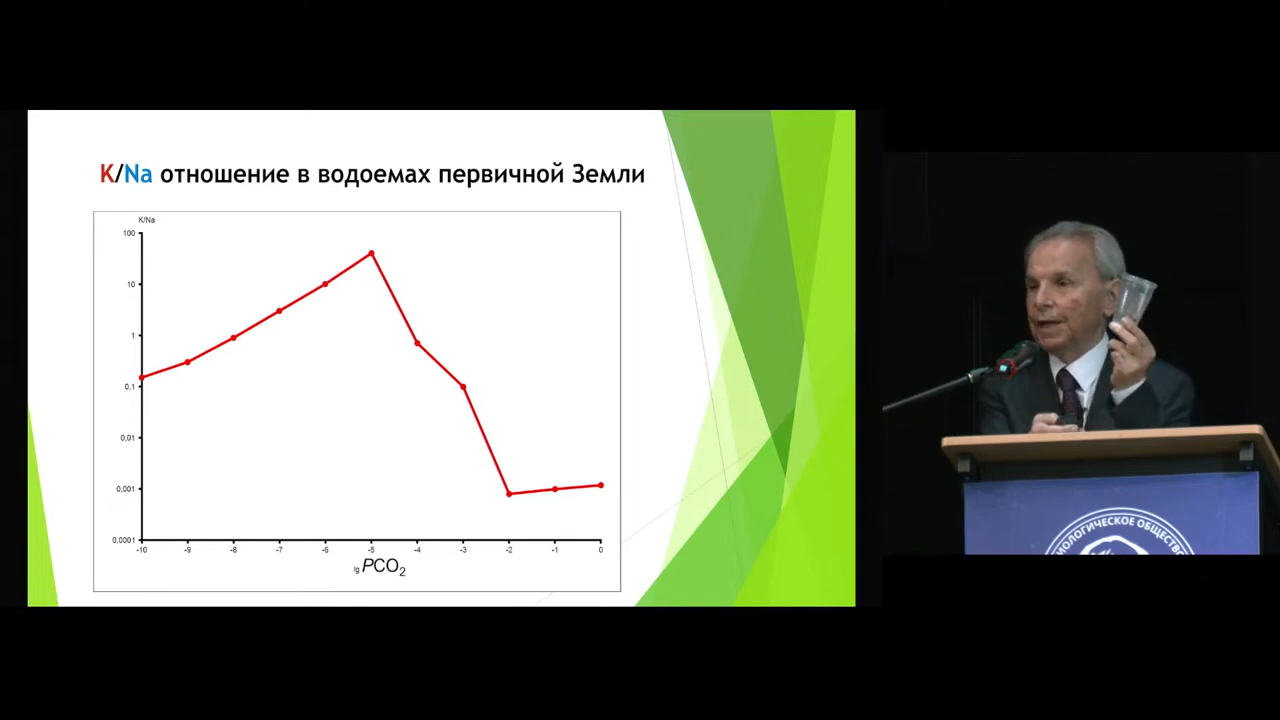 K/Na отношение в водоемах первичной Земли
K/Na
100
10
1
0,1
0,01
0,001
0,0001
-10 -9 -8 -7 -6 -5 -4 -3 -2 -1 0
lg PCO2
ИОЛОГИЧЕСКОЕ ОБЩЕСТВО